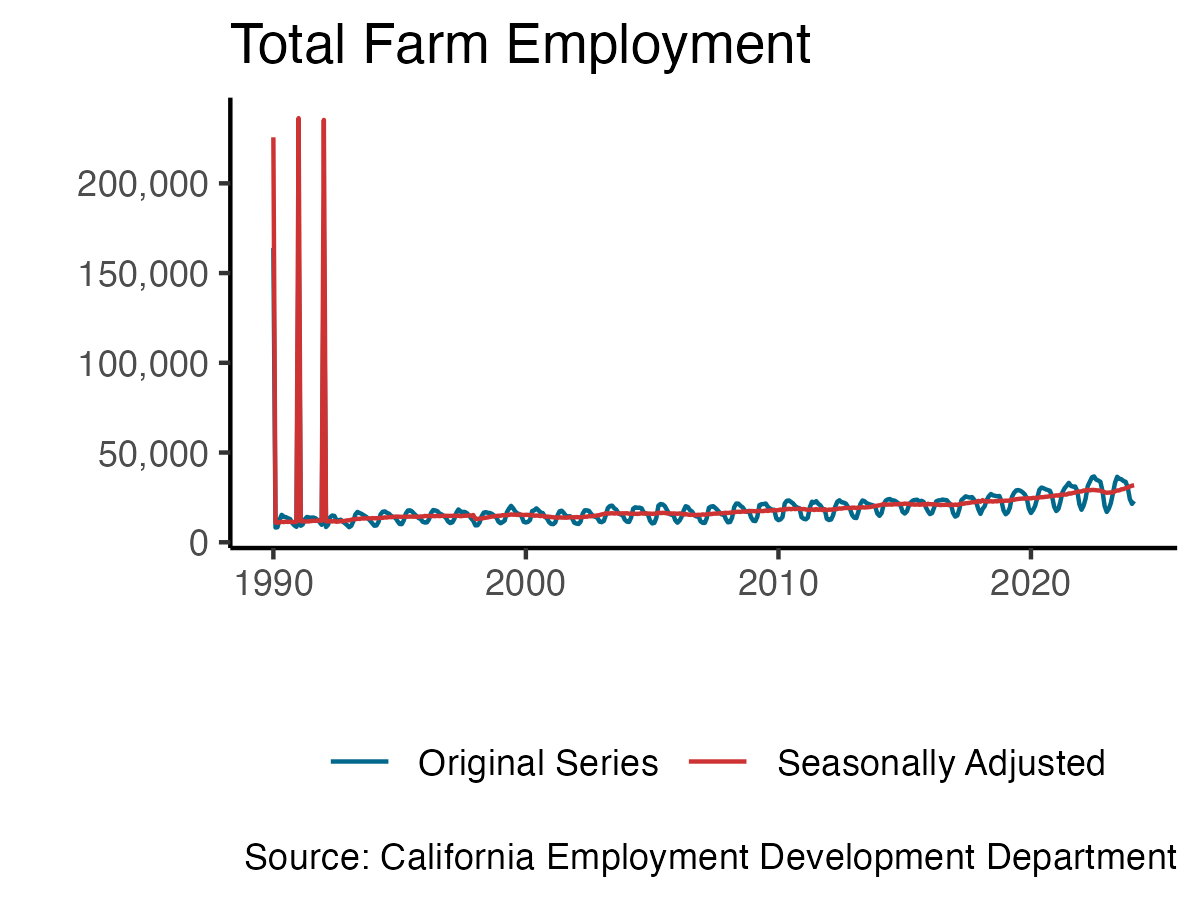 Total Farm Employment
200,000
150,000
100,000
50,000
0
1990 2000 2010 2020
Original Series Seasonally Adjusted
Source: California Employment Development Department